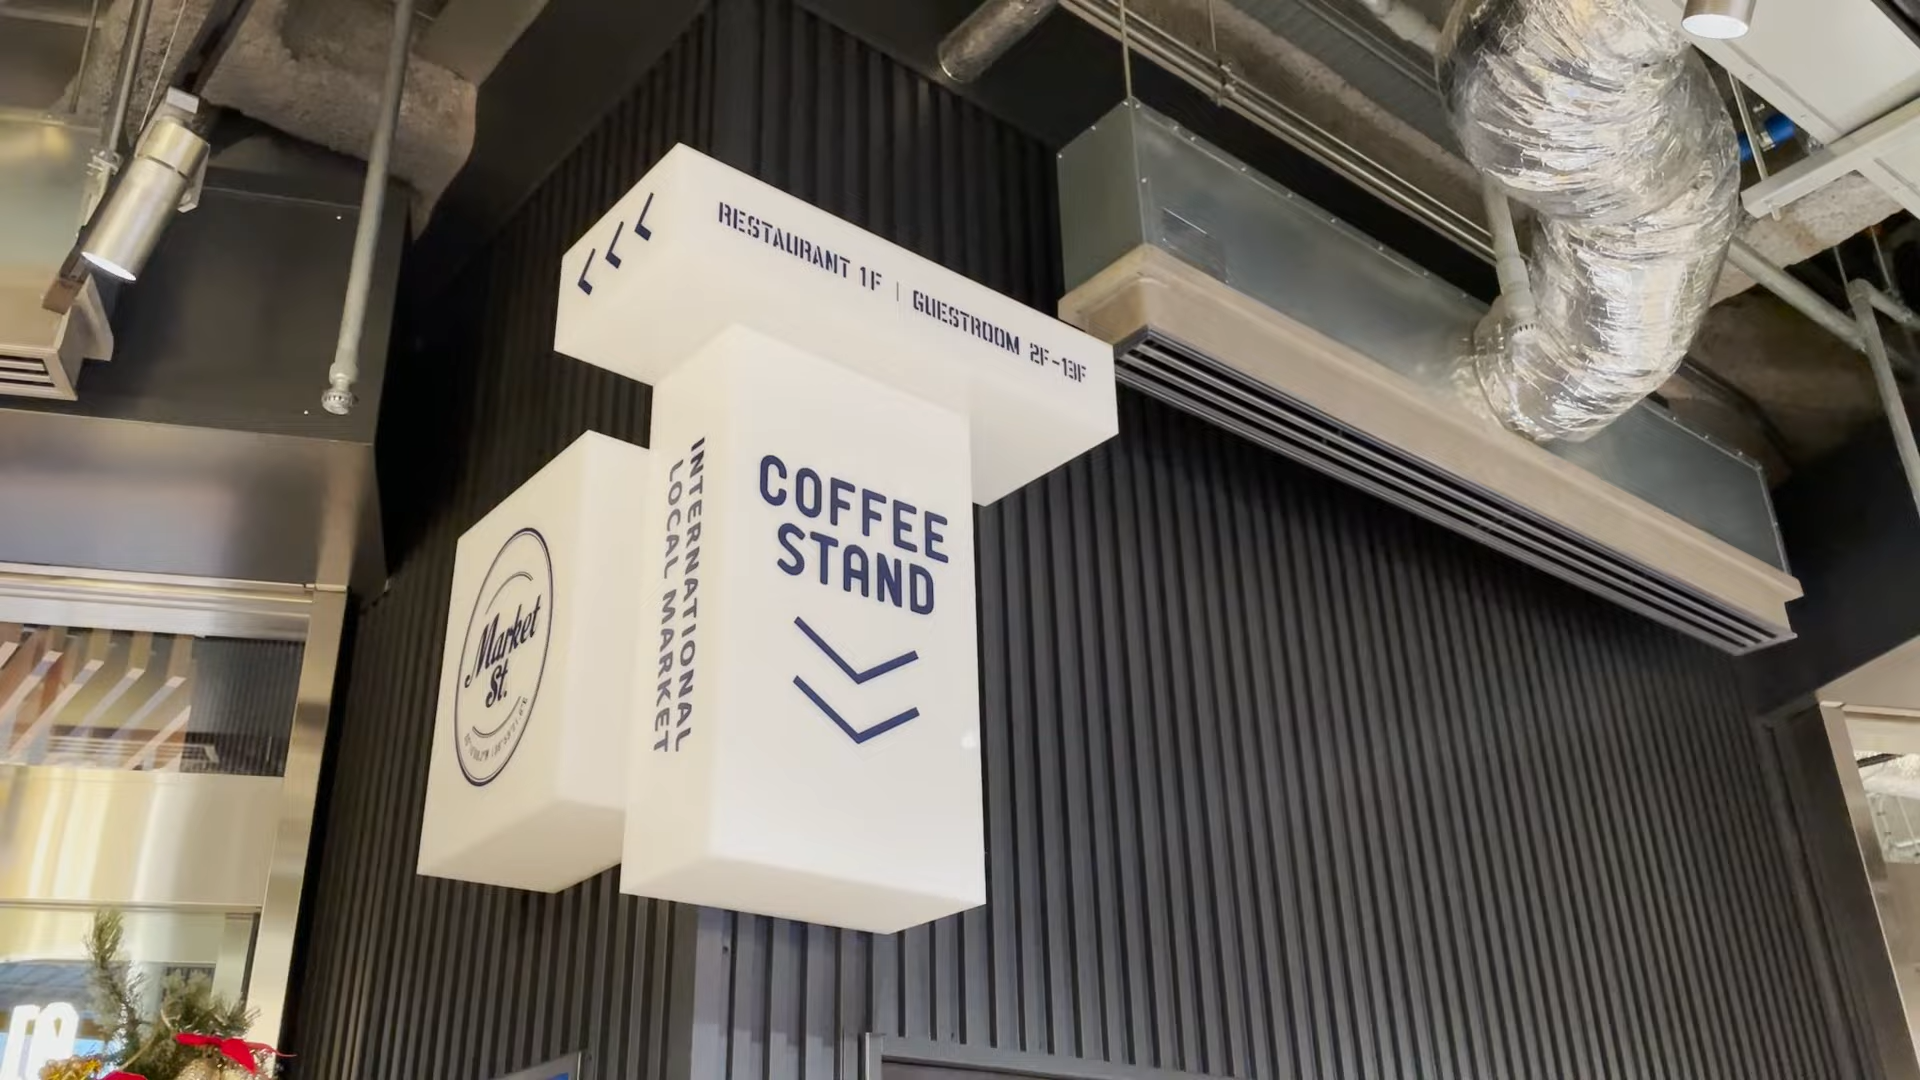 RESTAURANT 1F | GUESTROOM 2F-13F
COFFEE
STAND
INTERNATIONAL
LOCAL MARKET
Market
St.